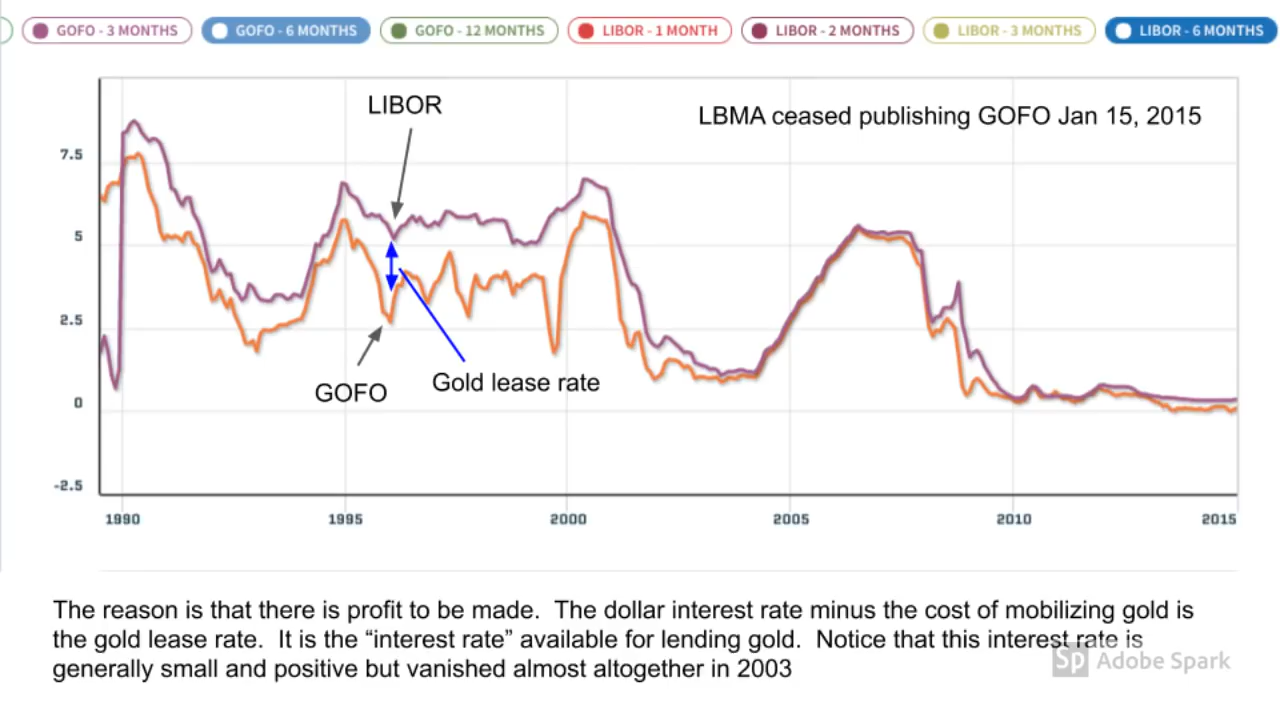 GOFO - 3 MONTHS
GOFO - 6 MONTHS
GOFO - 12 MONTHS
LIBOR - 1 MONTH
LIBOR - 2 MONTHS
LIBOR - 3 MONTHS
LIBOR - 6 MONTHS
LIBOR
LBMA ceased publishing GOFO Jan 15, 2015
7.5
5
2.5
0
-2.5
GOFO
Gold lease rate
1990
1995
2000
2005
2010
2015
The reason is that there is profit to be made. The dollar interest rate minus the cost of mobilizing gold is
the gold lease rate. It is the “interest rate” available for lending gold. Notice that this interest rate is
generally small and positive but vanished almost altogether in 2003
Sp Adobe Spark